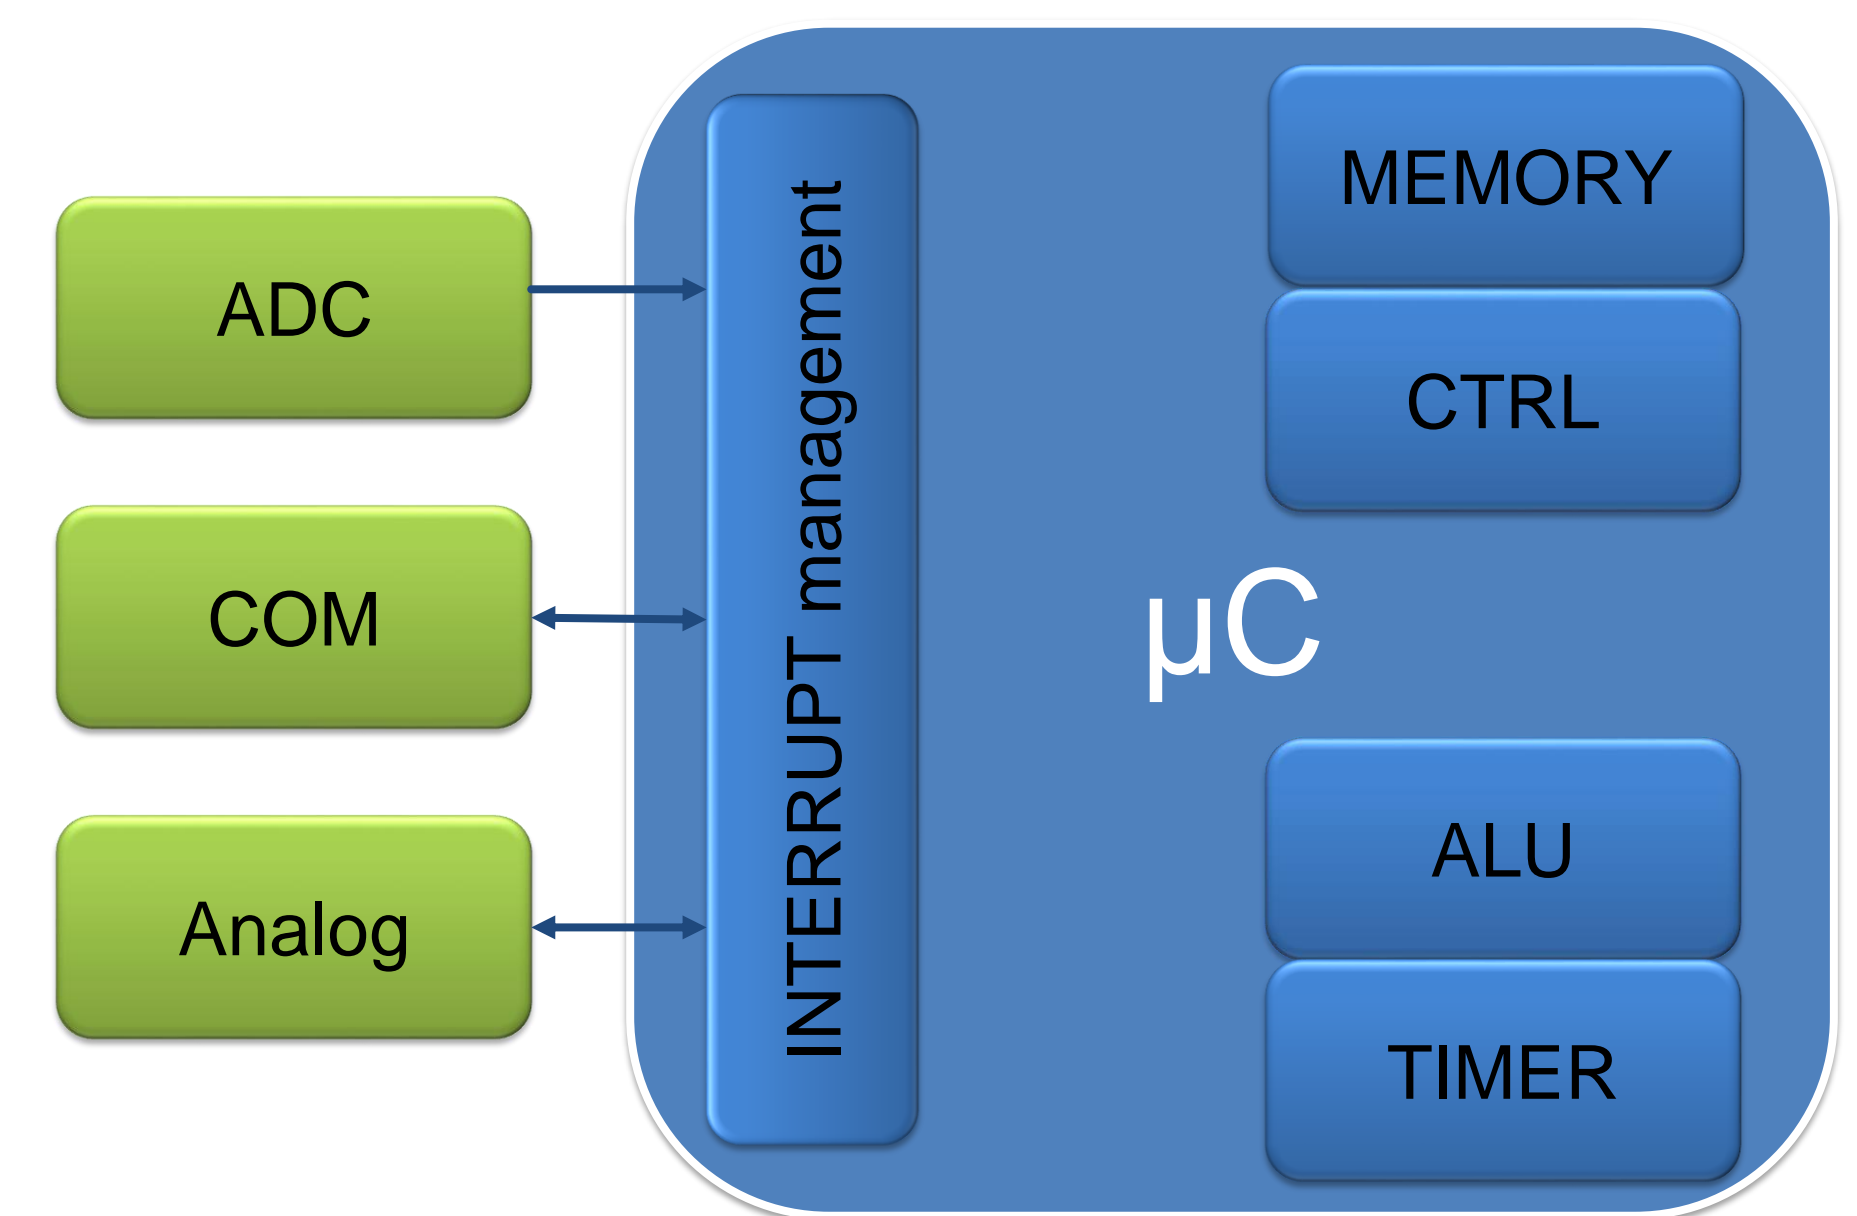 ADC
COM
Analog
INTERRUPT management
µC
MEMORY
CTRL
ALU
TIMER